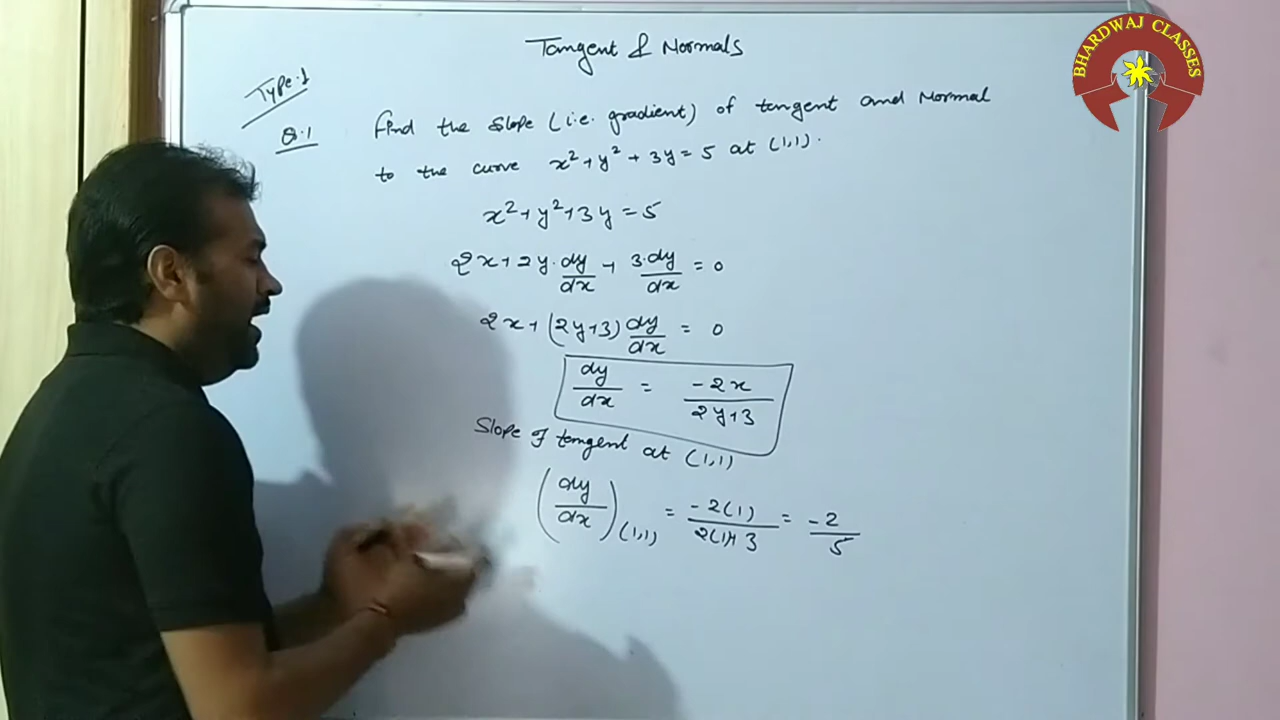 BHARDWAJ CLASSES
Tangent & Normals
Type-1
Q.1 Find the slope (i.e. gradient) of tangent and Normal
to the curve x²+y²+3y=5 at (1,1).
x²+y²+3y=5
2x+2y.dy/dx+3.dy/dx=0
2x+(2y+3)dy/dx=0
dy/dx=-2x/2y+3
Slope of tangent at (1,1)
(dy/dx)(1,1)=-2(1)/2(1)+3=-2/5